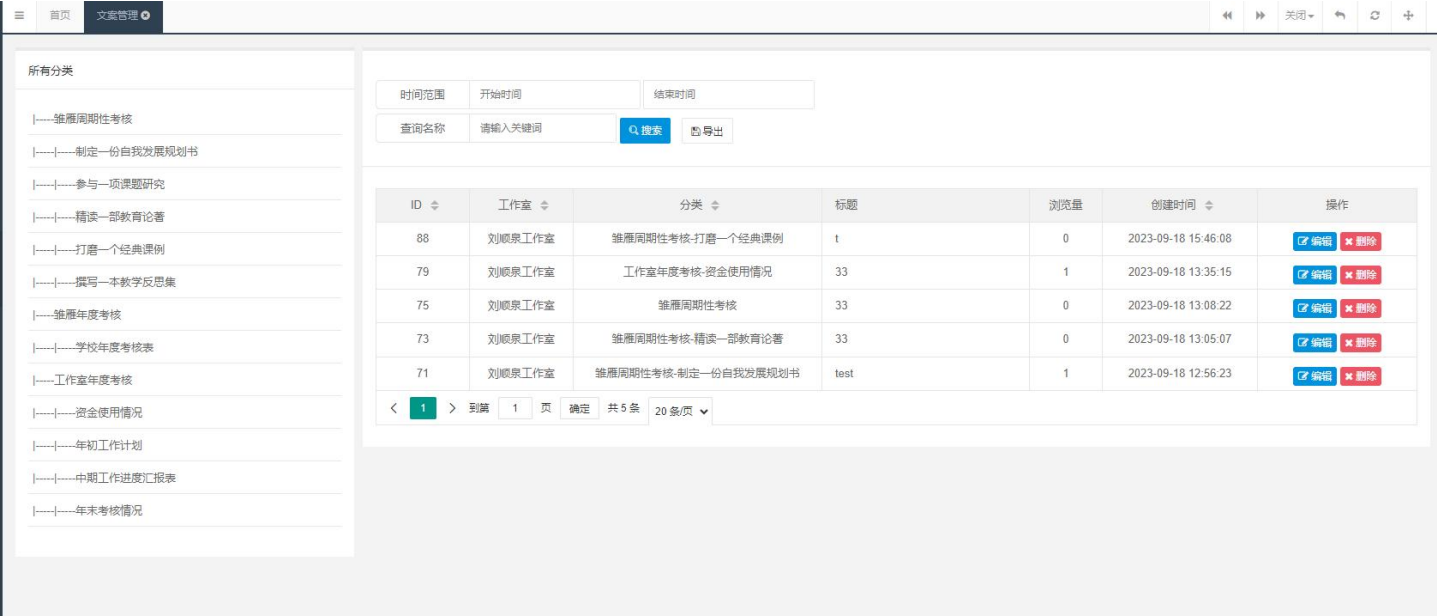 首页 文案管理 关闭
所有分类
|-----雏雁周期性考核
|-----|-----制定一份自我发展规划书
|-----|-----参与一项课题研究
|-----|-----精读一部教育论著
|-----|-----打磨一个经典课例
|-----|-----撰写一本教学反思集
|-----雏雁年度考核
|-----|-----学校年度考核表
|-----工作室年度考核
|-----|-----资金使用情况
|-----|-----年初工作计划
|-----|-----中期工作进度汇报表
|-----|-----年末考核情况
时间范围 开始时间 结束时间
查询名称 请输入关键词 搜索 导出
ID 工作室 分类 标题 浏览量 创建时间 操作
88 刘顺泉工作室 雏雁周期性考核-打磨一个经典课例 t 0 2023-09-18 15:46:08 编辑 删除
79 刘顺泉工作室 工作室年度考核-资金使用情况 33 1 2023-09-18 13:35:15 编辑 删除
75 刘顺泉工作室 雏雁周期性考核 33 0 2023-09-18 13:08:22 编辑 删除
73 刘顺泉工作室 雏雁周期性考核-精读一部教育论著 33 0 2023-09-18 13:05:07 编辑 删除
71 刘顺泉工作室 雏雁周期性考核-制定一份自我发展规划书 test 1 2023-09-18 12:56:23 编辑 删除
1 到第 1 页 确定 共 5 条 20 条/页